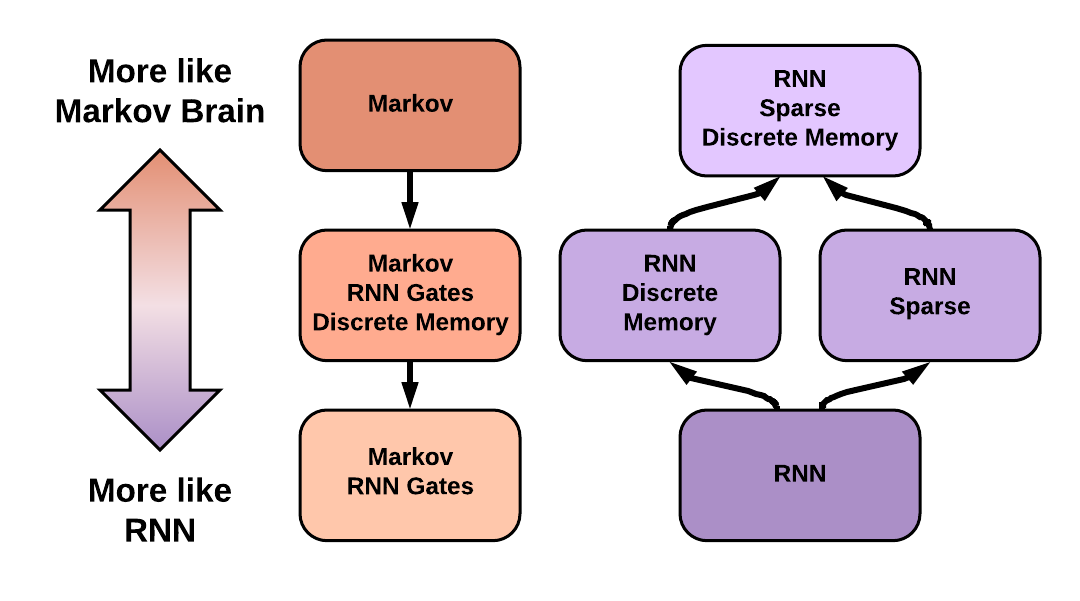 More like
Markov Brain
More like
RNN
Markov
Markov
RNN Gates
Discrete Memory
Markov
RNN Gates
RNN
Sparse
Discrete Memory
RNN
Discrete
Memory
RNN
Sparse
RNN